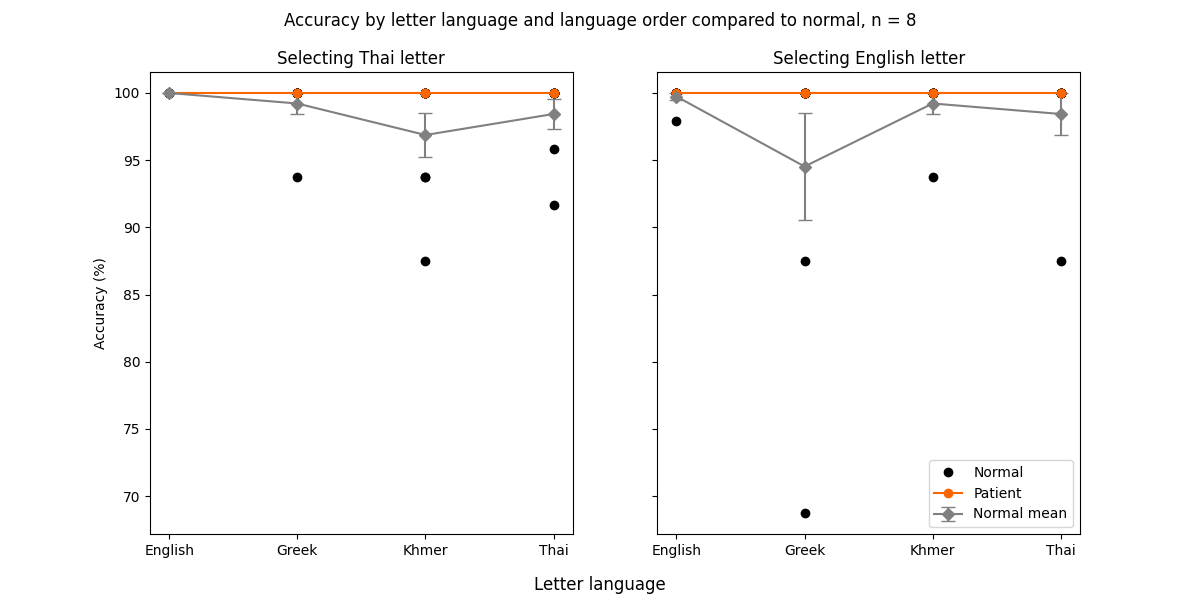 Accuracy by letter language and language order compared to normal, n = 8
Selecting Thai letter
Selecting English letter
Accuracy (%)
100
95
90
85
80
75
70
English Greek Khmer Thai
English Greek Khmer Thai
Normal
Patient
Normal mean
Letter language